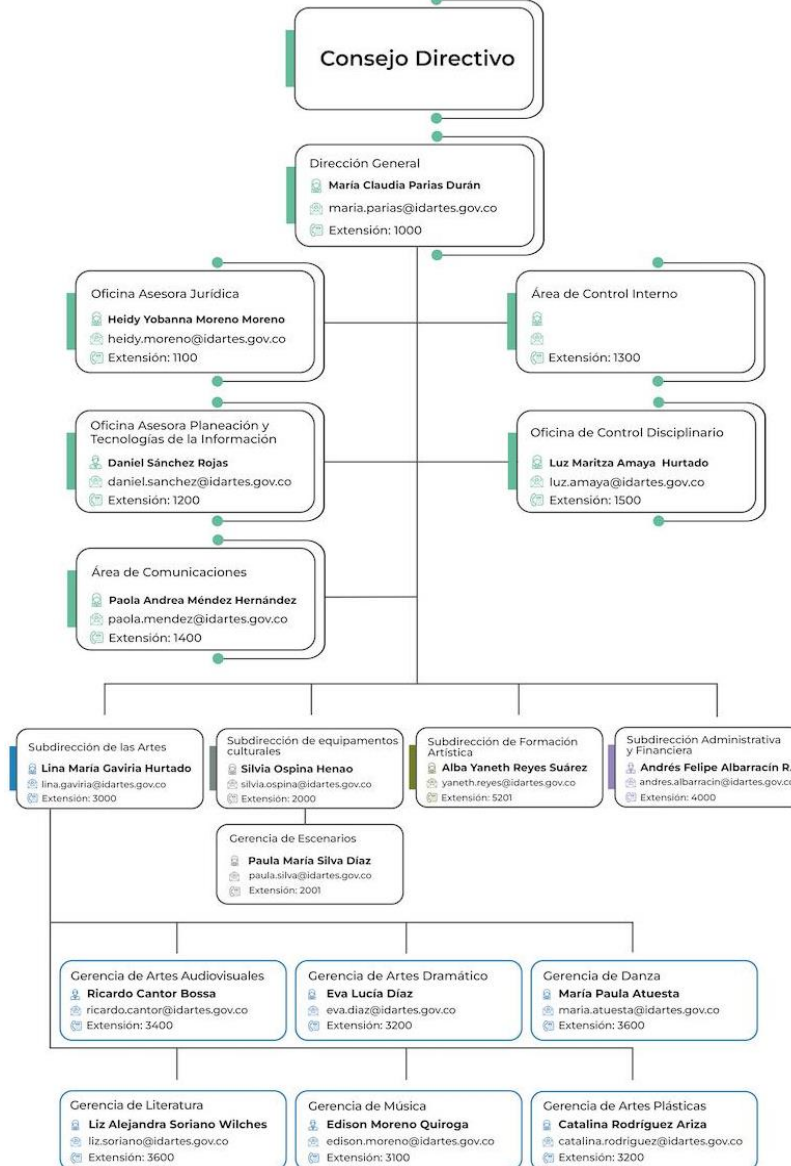 Consejo Directivo
Dirección General
María Claudia Parias Durán
maria.parias@idartes.gov.co
Extensión: 1000
Oficina Asesora Jurídica
Heidy Yobanna Moreno Moreno
heidy.moreno@idartes.gov.co
Extensión: 1100
Área de Control Interno
Extensión: 1300
Oficina Asesora Planeación y
Tecnologías de la Información
Daniel Sánchez Rojas
daniel.sanchez@idartes.gov.co
Extensión: 1200
Oficina de Control Disciplinario
Luz Maritza Amaya Hurtado
luz.amaya@idartes.gov.co
Extensión: 1500
Área de Comunicaciones
Paola Andrea Méndez Hernández
paola.mendez@idartes.gov.co
Extensión: 1400
Subdirección de las Artes
Lina María Gaviria Hurtado
lina.gaviria@idartes.gov.co
Extensión: 3000
Subdirección de equipamentos
culturales
Silvia Ospina Henao
silvia.ospina@idartes.gov.co
Extensión: 2000
Subdirección de Formación
Artística
Alba Yaneth Reyes Suárez
yaneth.reyes@idartes.gov.co
Extensión: 5201
Subdirección Administrativa
y Financiera
Andrés Felipe Albarracín R.
andres.albarracin@idartes.gov.co
Extensión: 4000
Gerencia de Escenarios
Paula María Silva Díaz
paula.silva@idartes.gov.co
Extensión: 2001
Gerencia de Artes Audiovisuales
Ricardo Cantor Bossa
ricardo.cantor@idartes.gov.co
Extensión: 3400
Gerencia de Artes Dramático
Eva Lucía Díaz
eva.diaz@idartes.gov.co
Extensión: 3200
Gerencia de Danza
María Paula Atuesta
maria.atuesta@idartes.gov.co
Extensión: 3600
Gerencia de Literatura
Liz Alejandra Soriano Wilches
liz.soriano@idartes.gov.co
Extensión: 3600
Gerencia de Música
Edison Moreno Quiroga
edison.moreno@idartes.gov.co
Extensión: 3100
Gerencia de Artes Plásticas
Catalina Rodríguez Ariza
catalina.rodriguez@idartes.gov.co
Extensión: 3200